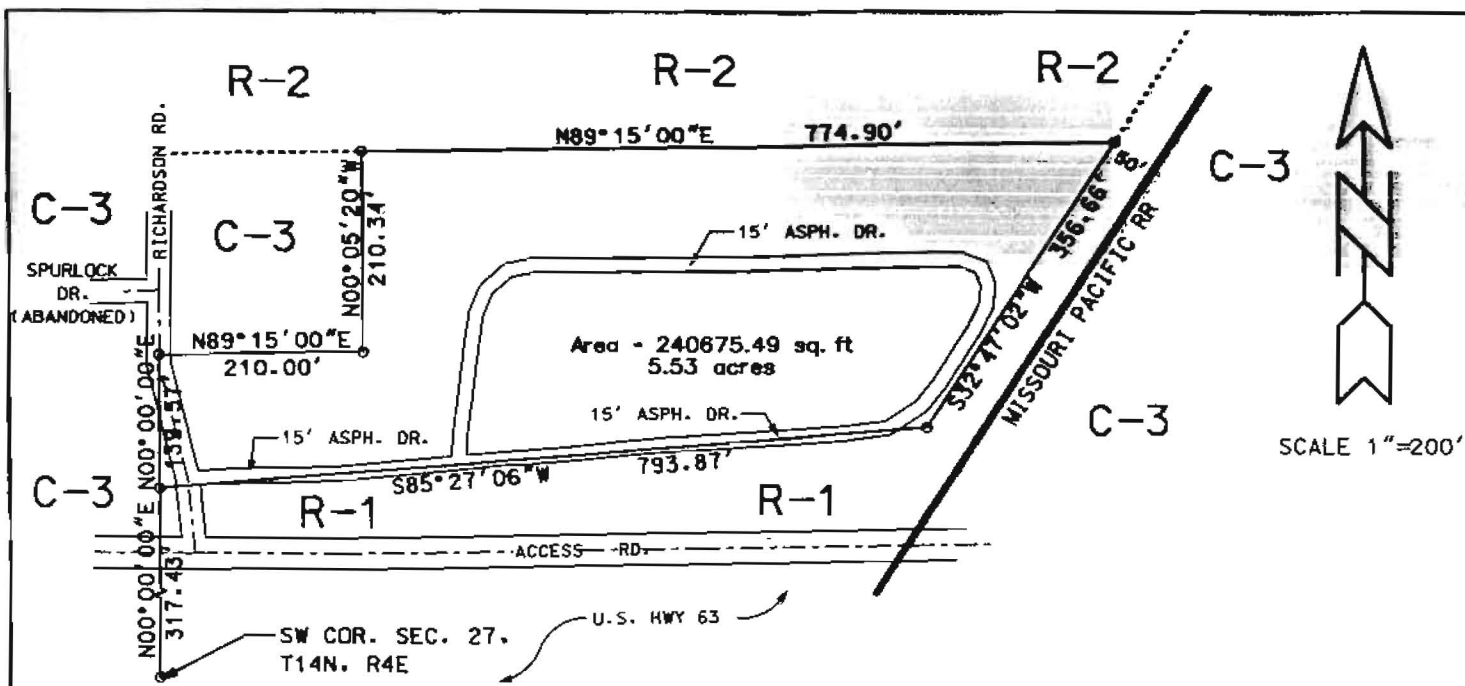 R-2
R-2
R-2
RICHARDSON RD.
N89°15'00"E 774.90'
C-3
C-3
C-3
N00°05'20"W
210.34'
15' ASPH. DR.
S32°47'02"W 356.66'
50'
MISSOURI PACIFIC RR
SPURLOCK
DR.
(ABANDONED)
N89°15'00"E
210.00'
Area - 240675.49 sq. ft
5.53 acres
N00°00'00"E
139.57'
15' ASPH. DR.
15' ASPH. DR.
C-3
SCALE 1"=200'
C-3
S85°27'06"W 793.87'
R-1
R-1
N00°00'00"E
317.43'
ACCESS RD.
U.S. HWY 63
SW COR. SEC. 27.
T14N. R4E